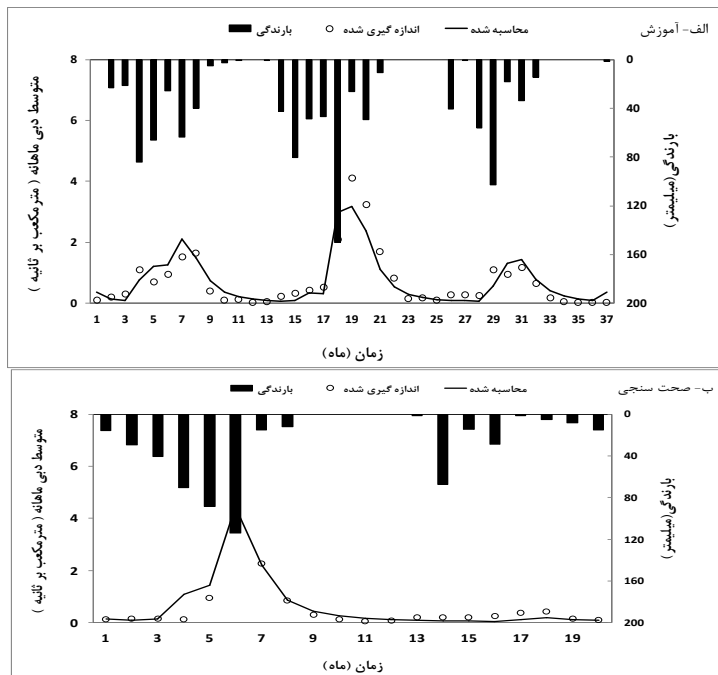 الف- آموزش
بارندگی
اندازه گیری شده
محاسبه شده
متوسط دبی ماهانه ( مترمکعب بر ثانیه )
8
6
4
2
0
بارندگی(میلیمتر)
0
40
80
120
160
200
1 3 5 7 9 11 13 15 17 19 21 23 25 27 29 31 33 35 37
زمان (ماه)
ب- صحت سنجی
بارندگی
اندازه گیری شده
محاسبه شده
متوسط دبی ماهانه ( مترمکعب بر ثانیه )
8
6
4
2
0
بارندگی(میلیمتر)
0
40
80
120
160
200
1 3 5 7 9 11 13 15 17 19
زمان (ماه)